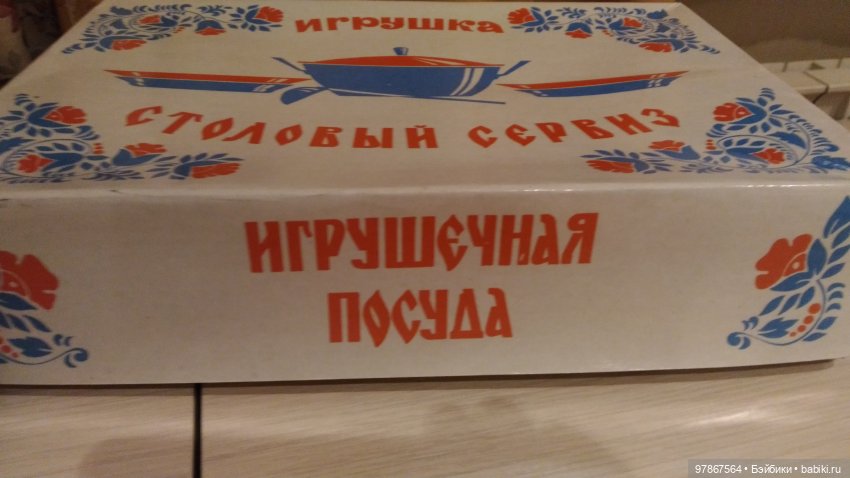 игрушка
СТОЛОВЫЙ СЕРВИЗ
ИГРУШЕЧНАЯ
ПОСУДА
97867564 • Бэйбики • babiki.ru